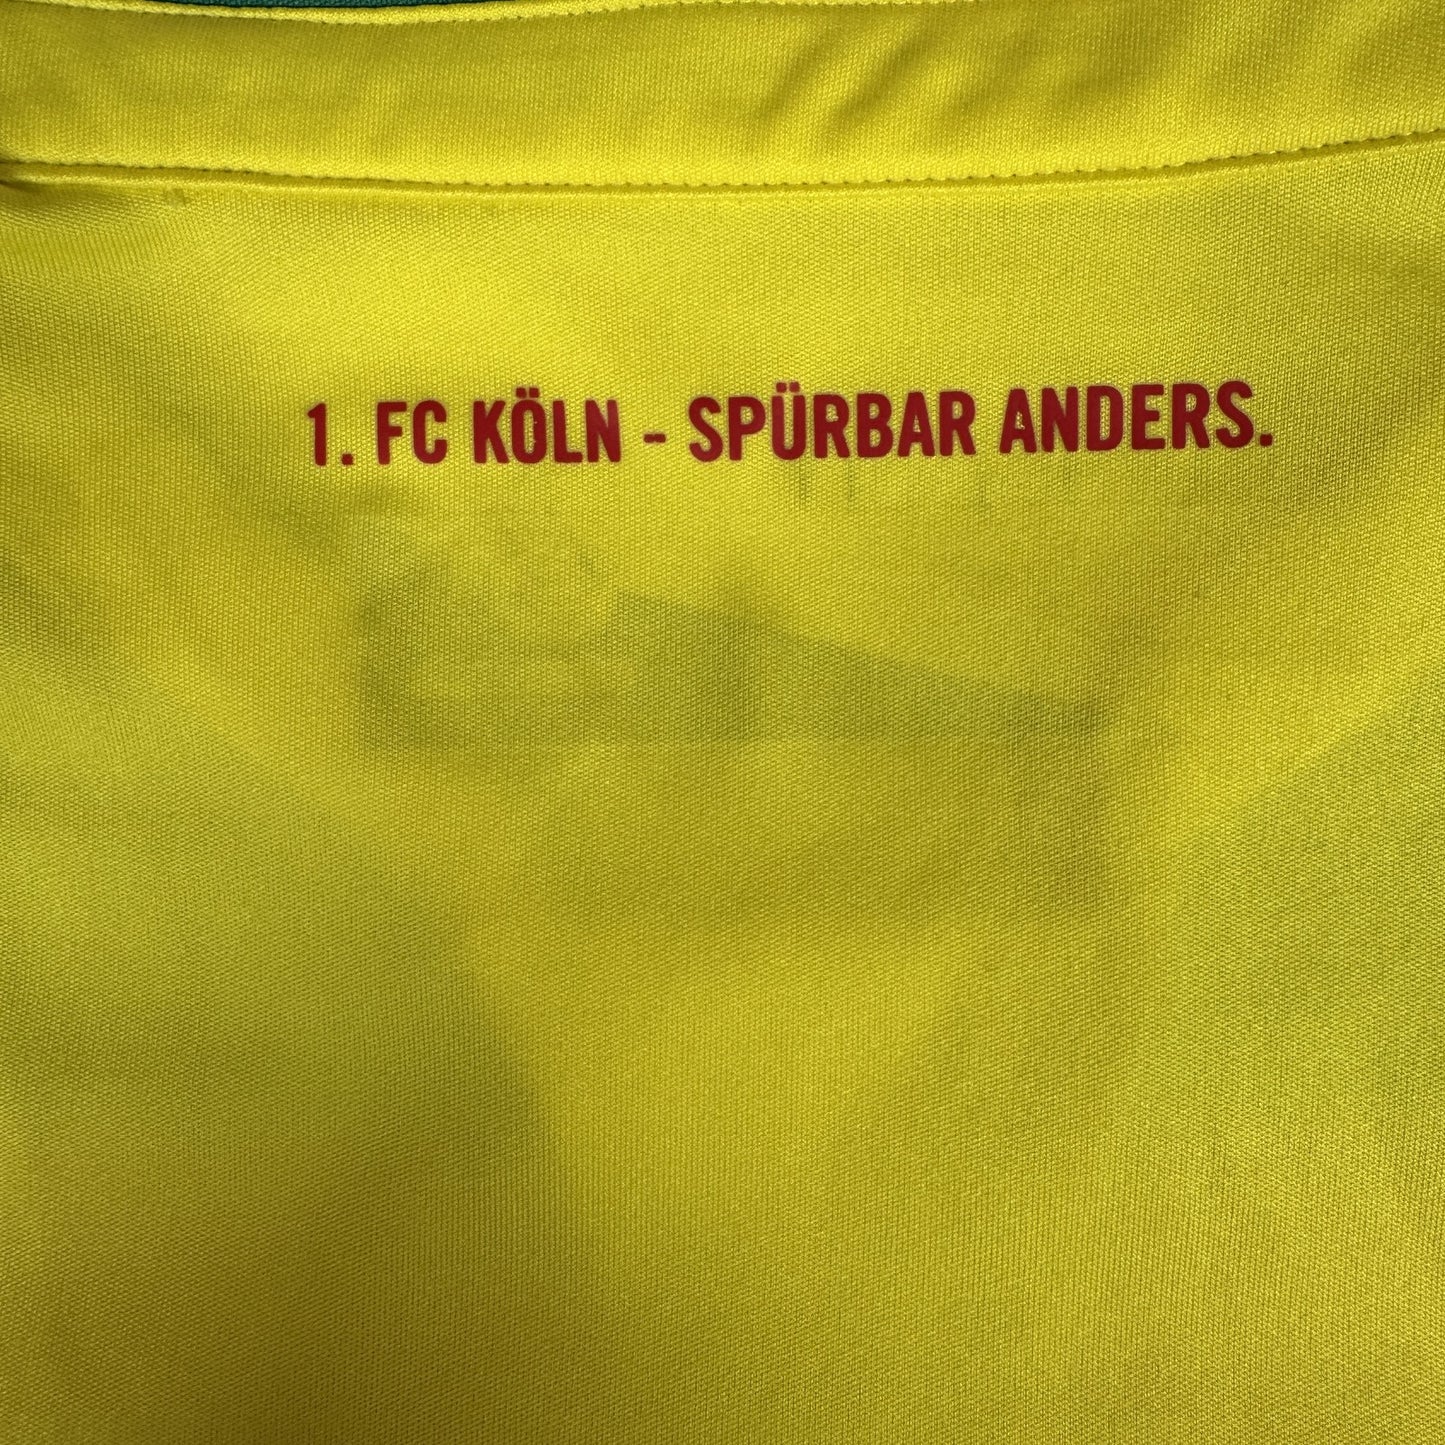 1. FC KÖLN - SPÜRBAR ANDERS.